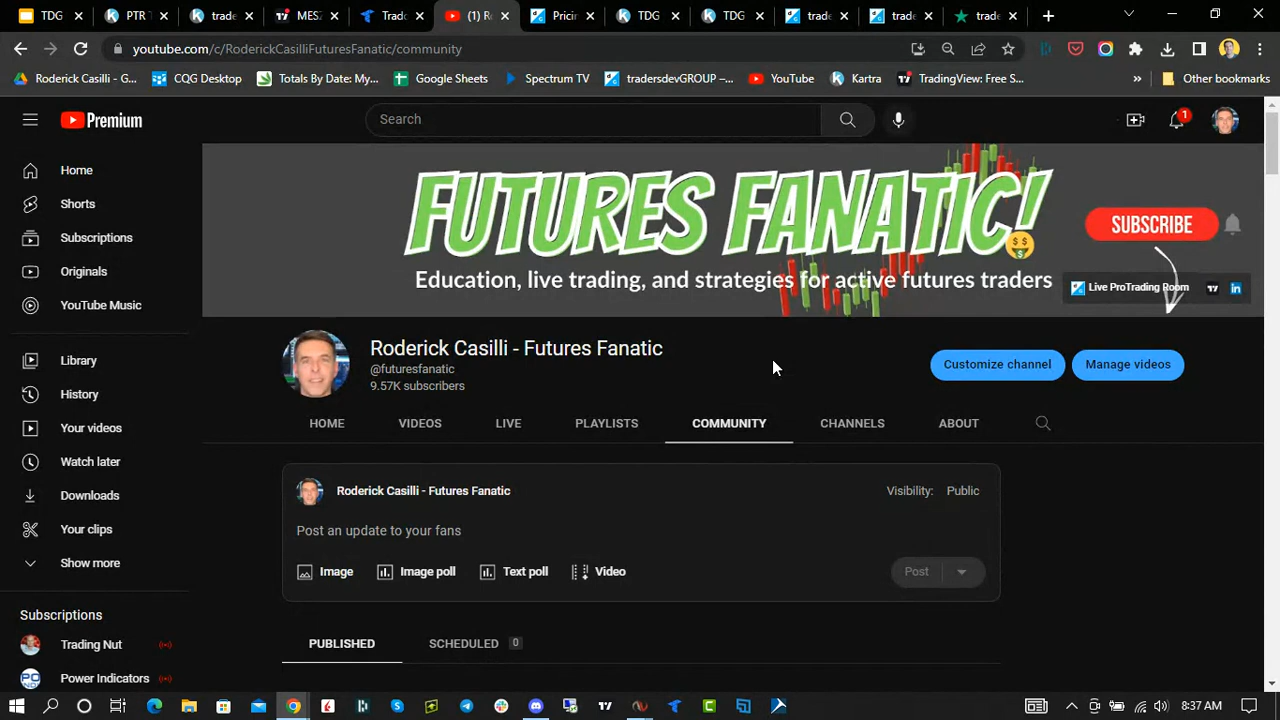 TDG
PTR T
trade
MESZ
Trado
(1) Ro
Pricin
TDG
TDG
trade
trade
trade
youtube.com/c/RoderickCasilliFuturesFanatic/community
Roderick Casilli - G...
CQG Desktop
Totals By Date: My...
Google Sheets
Spectrum TV
tradersdevGROUP –...
YouTube
Kartra
TradingView: Free S...
»
Other bookmarks
Premium
Search
1
Home
Shorts
Subscriptions
Originals
YouTube Music
Library
History
Your videos
Watch later
Downloads
Your clips
Show more
Subscriptions
Trading Nut
Power Indicators
FUTURES FANATIC!
Education, live trading, and strategies for active futures traders
SUBSCRIBE
Live ProTrading Room
Roderick Casilli - Futures Fanatic
@futuresfanatic
9.57K subscribers
Customize channel
Manage videos
HOME
VIDEOS
LIVE
PLAYLISTS
COMMUNITY
CHANNELS
ABOUT
Roderick Casilli - Futures Fanatic
Visibility: Public
Post an update to your fans
Image
Image poll
Text poll
Video
Post
PUBLISHED
SCHEDULED 0
8:37 AM